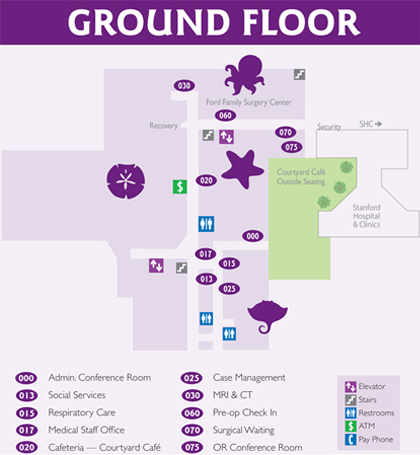 GROUND FLOOR
030
Ford Family Surgery Center
060
Recovery
070
Security
SHC →
075
020
Courtyard Café
Outside Seating
$
Stanford
Hospital
& Clinics
000
017
015
013
025
000 Admin. Conference Room
013 Social Services
015 Respiratory Care
017 Medical Staff Office
020 Cafeteria — Courtyard Café
025 Case Management
030 MRI & CT
060 Pre-op Check In
070 Surgical Waiting
075 OR Conference Room
Elevator
Stairs
Restrooms
$ ATM
Pay Phone